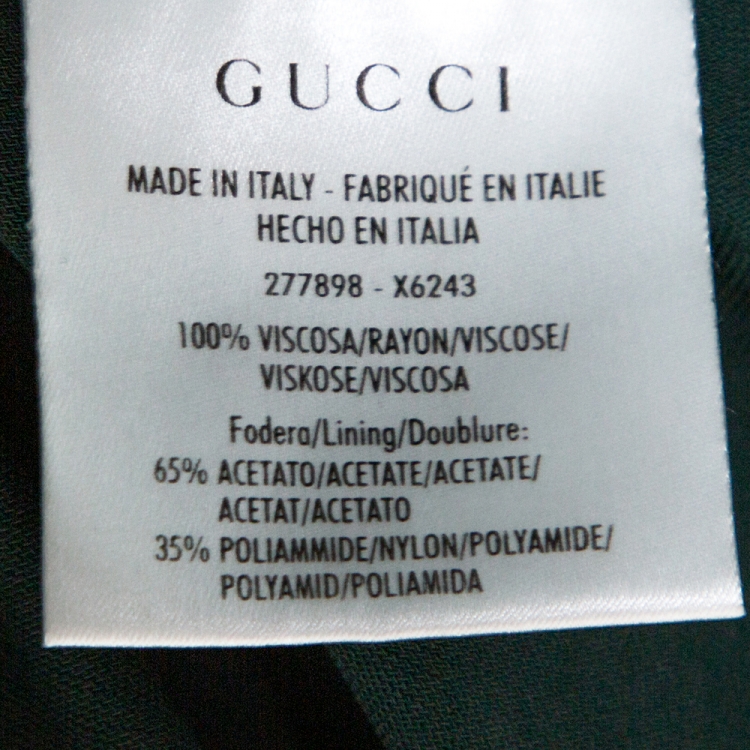 GUCCI
MADE IN ITALY - FABRIQUÉ EN ITALIE
HECHO EN ITALIA
277898 - X6243
100% VISCOSA/RAYON/VISCOSE/
VISKOSE/VISCOSA
Fodera/Lining/Doublure:
65% ACETATO/ACETATE/ACETATE/
ACETAT/ACETATO
35% POLIAMMIDE/NYLON/POLYAMIDE/
POLYAMID/POLIAMIDA